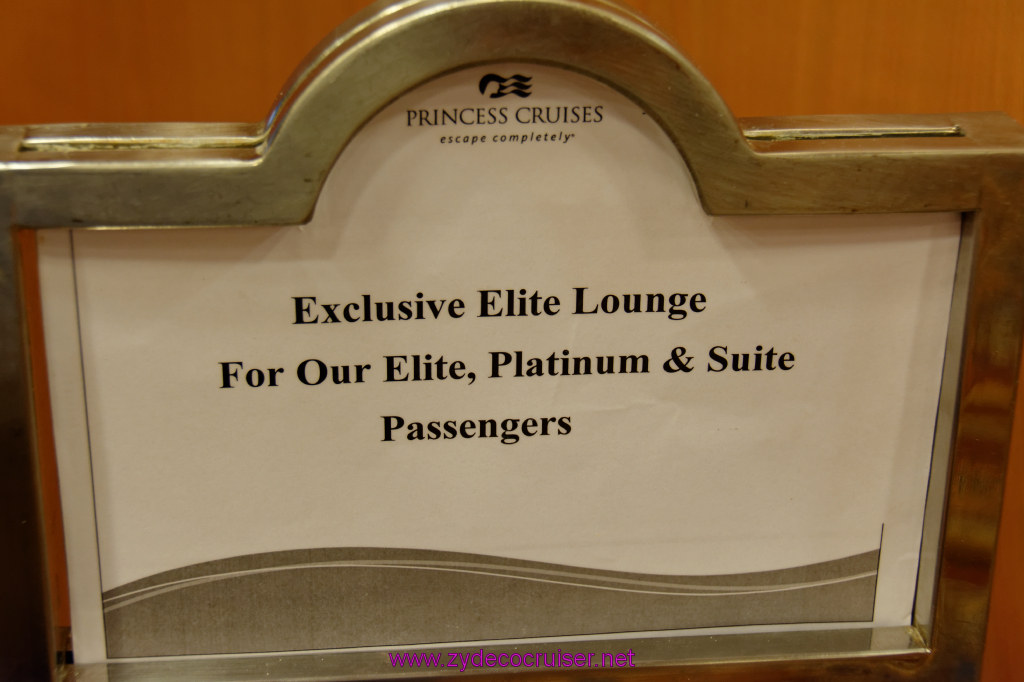 PRINCESS CRUISES
escape completely
Exclusive Elite Lounge
For Our Elite, Platinum & Suite
Passengers
www.zydecocruiser.net